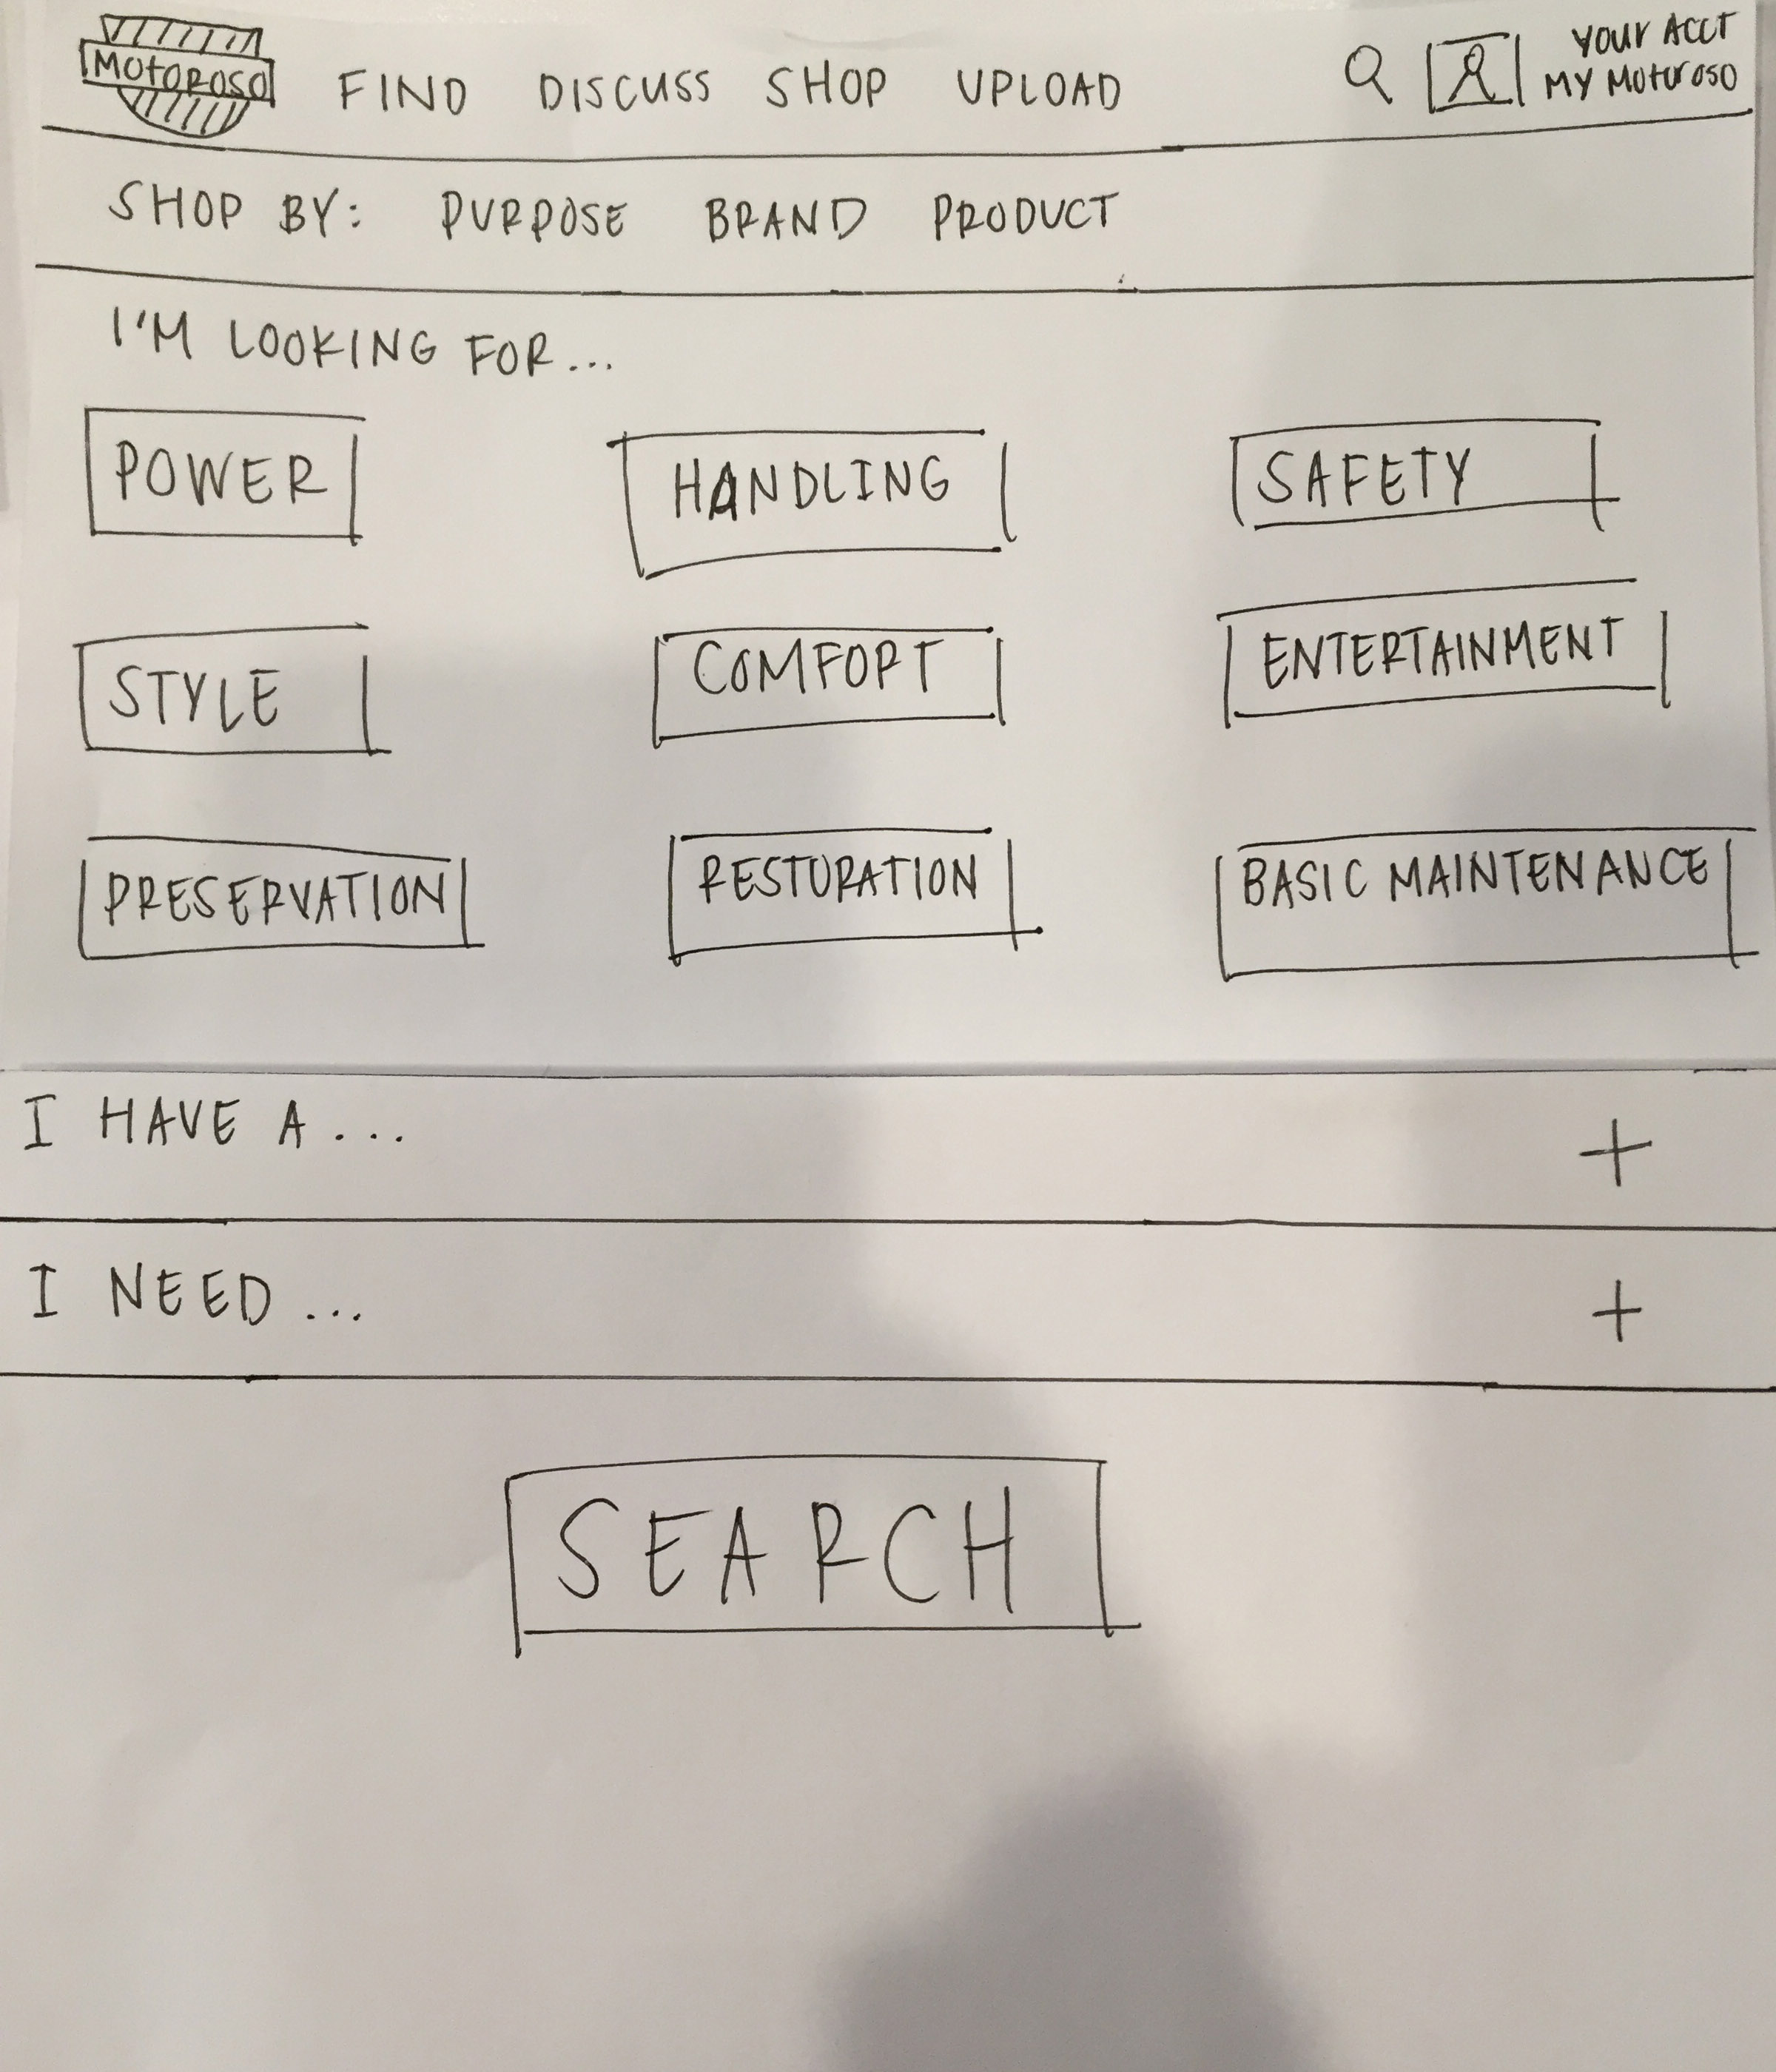 MOTOROSO FIND DISCUSS SHOP UPLOAD
YOUR ACCT
MY MOTOROSO
SHOP BY: PURPOSE BRAND PRODUCT
I'M LOOKING FOR...
POWER HANDLING SAFETY
STYLE COMFORT ENTERTAINMENT
PRESERVATION RESTORATION BASIC MAINTENANCE
I HAVE A... +
I NEED... +
SEARCH